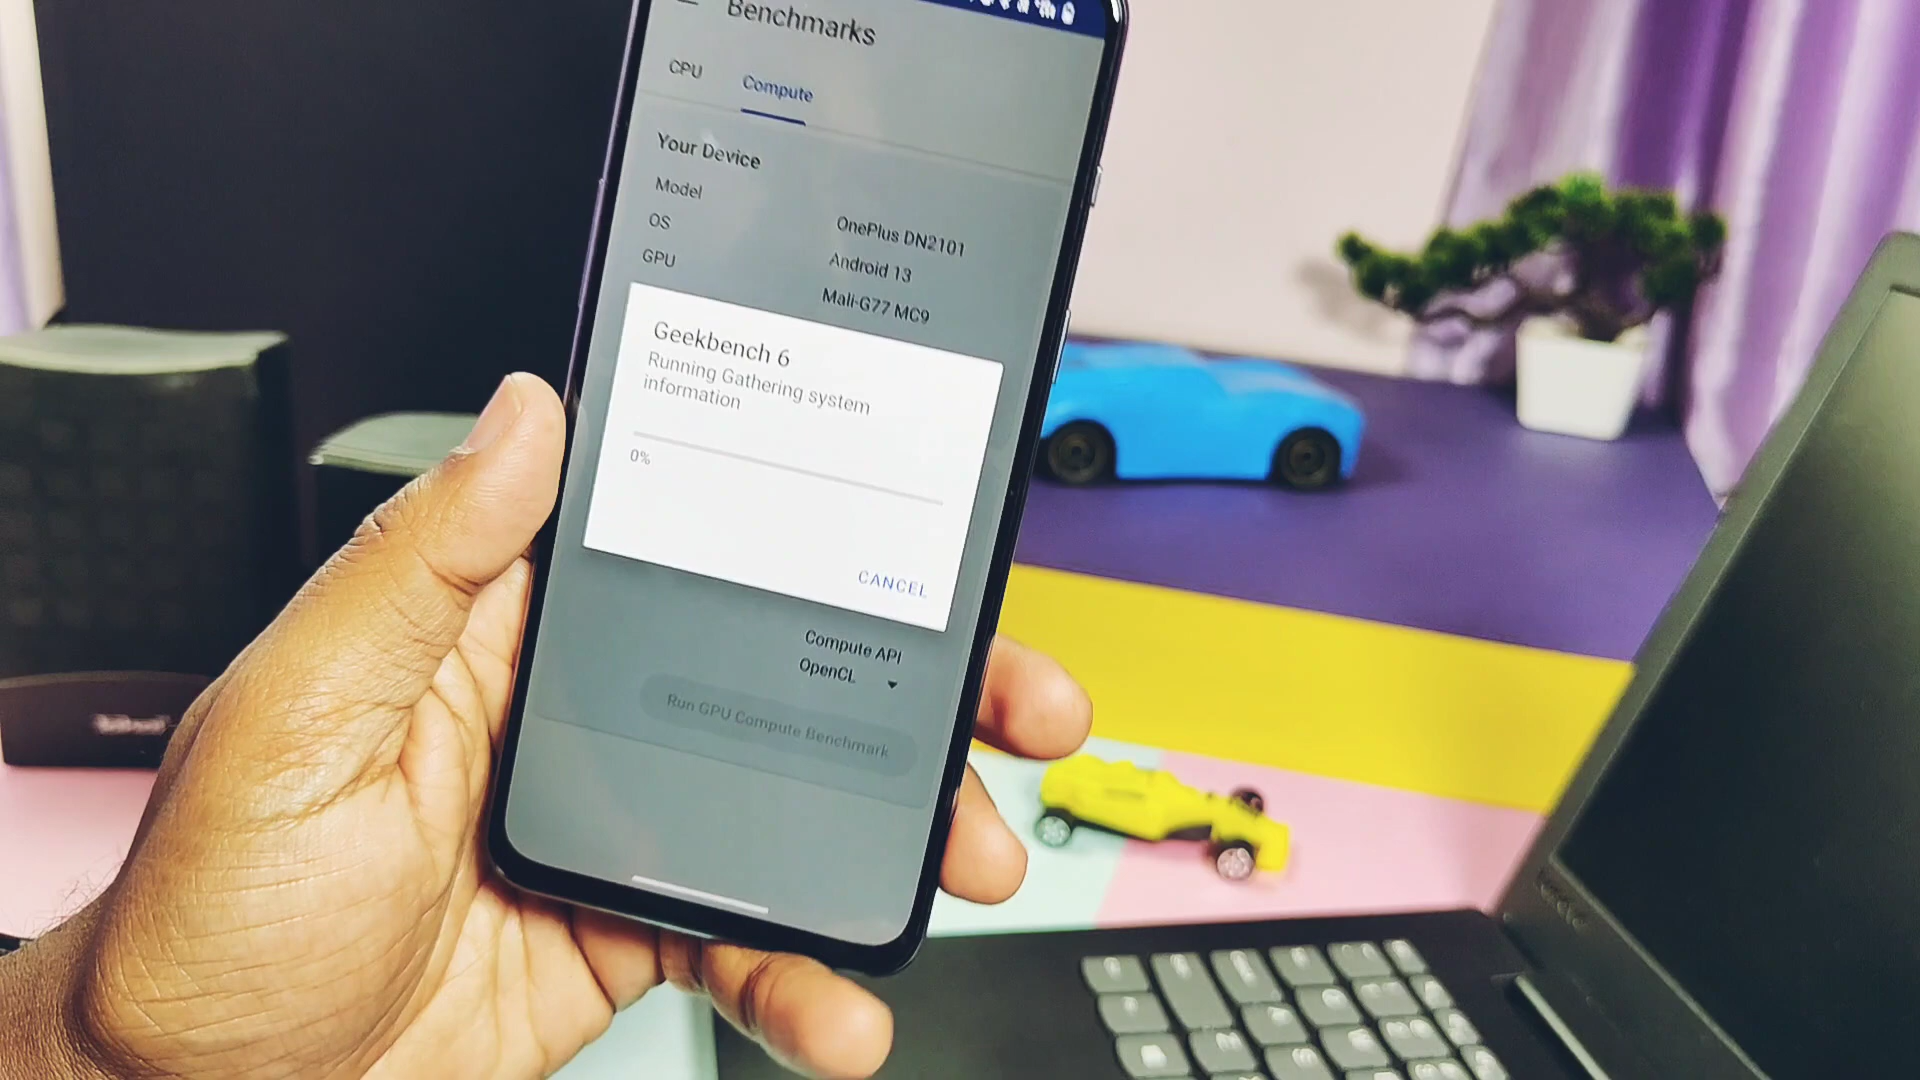 Benchmarks
CPU
Compute
Your Device
Model
OnePlus DN2101
OS
Android 13
GPU
Mali-G77 MC9
Geekbench 6
Running Gathering system
information
0%
CANCEL
Compute API
OpenCL
Run GPU Compute Benchmark